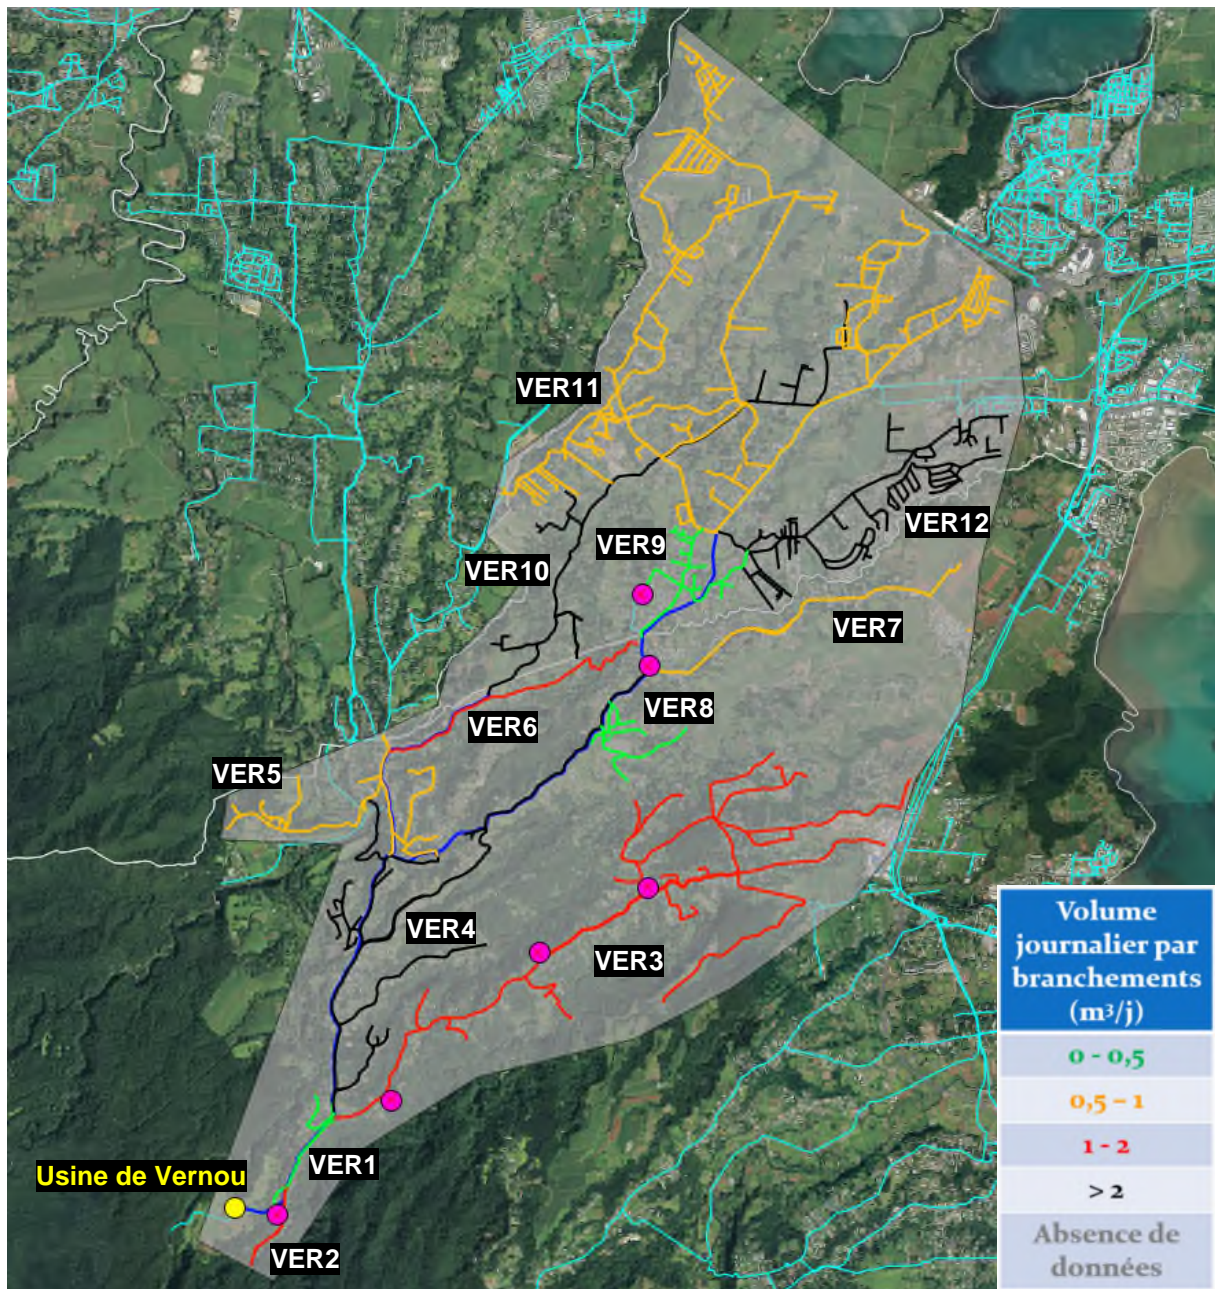 VER11
VER12
VER9
VER10
VER7
VER8
VER6
VER5
VER4
VER3
VER1
Usine de Vernou
VER2
Volume
journalier par
branchements
(m³/j)
0 - 0,5
0,5 – 1
1 - 2
> 2
Absence de
données